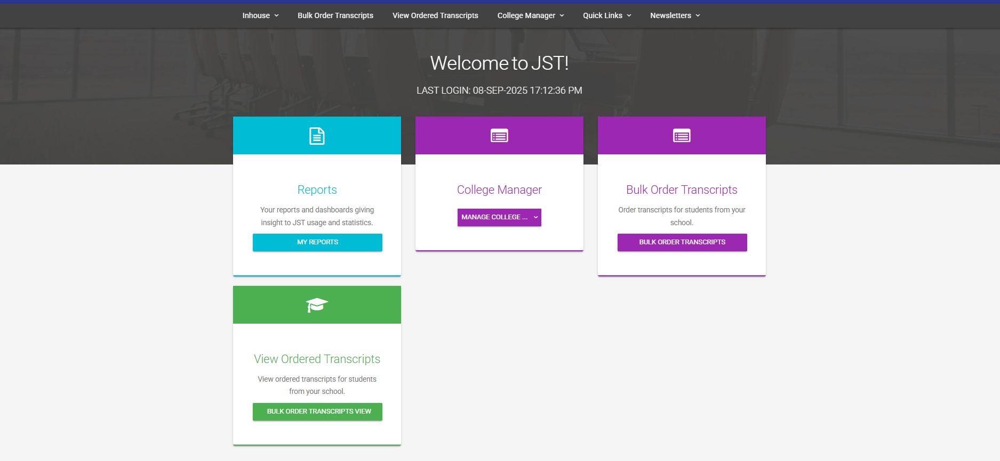 Inhouse Bulk Order Transcripts View Ordered Transcripts College Manager Quick Links Newsletters
Welcome to JST!
LAST LOGIN: 08-SEP-2025 17:12:36 PM
Reports
Your reports and dashboards giving
insight to JST usage and statistics.
MY REPORTS
College Manager
MANAGE COLLEGE ...
Bulk Order Transcripts
Order transcripts for students from your
school.
BULK ORDER TRANSCRIPTS
View Ordered Transcripts
View ordered transcripts for students
from your school.
BULK ORDER TRANSCRIPTS VIEW